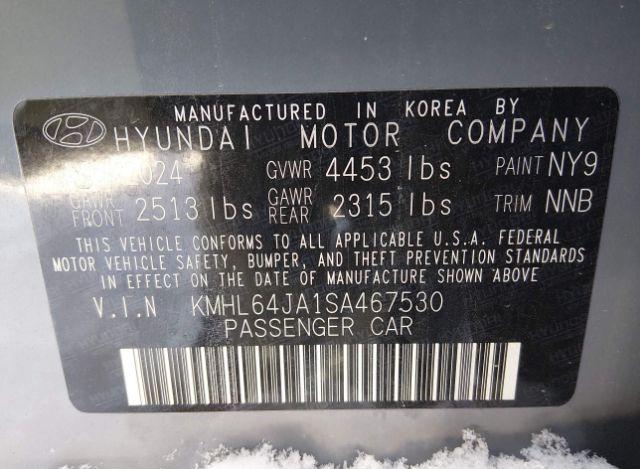 MANUFACTURED IN KOREA BY
HYUNDAI MOTOR COMPANY
GVWR 4453 lbs PAINT NY9
GAWR FRONT 2513 lbs GAWR REAR 2315 lbs TRIM NNB
THIS VEHICLE CONFORMS TO ALL APPLICABLE U.S.A. FEDERAL
MOTOR VEHICLE SAFETY, BUMPER, AND THEFT PREVENTION STANDARDS
IN EFFECT ON THE DATE OF MANUFACTURE SHOWN ABOVE
V.I.N KMHL64JA1SA467530
PASSENGER CAR